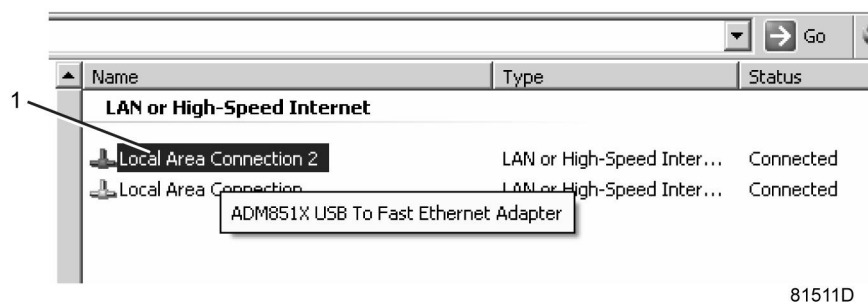 Go
Name Type Status
1
LAN or High-Speed Internet
Local Area Connection 2 LAN or High-Speed Inter... Connected
Local Area Connection LAN or High-Speed Inter... Connected
ADM851X USB To Fast Ethernet Adapter
81511D